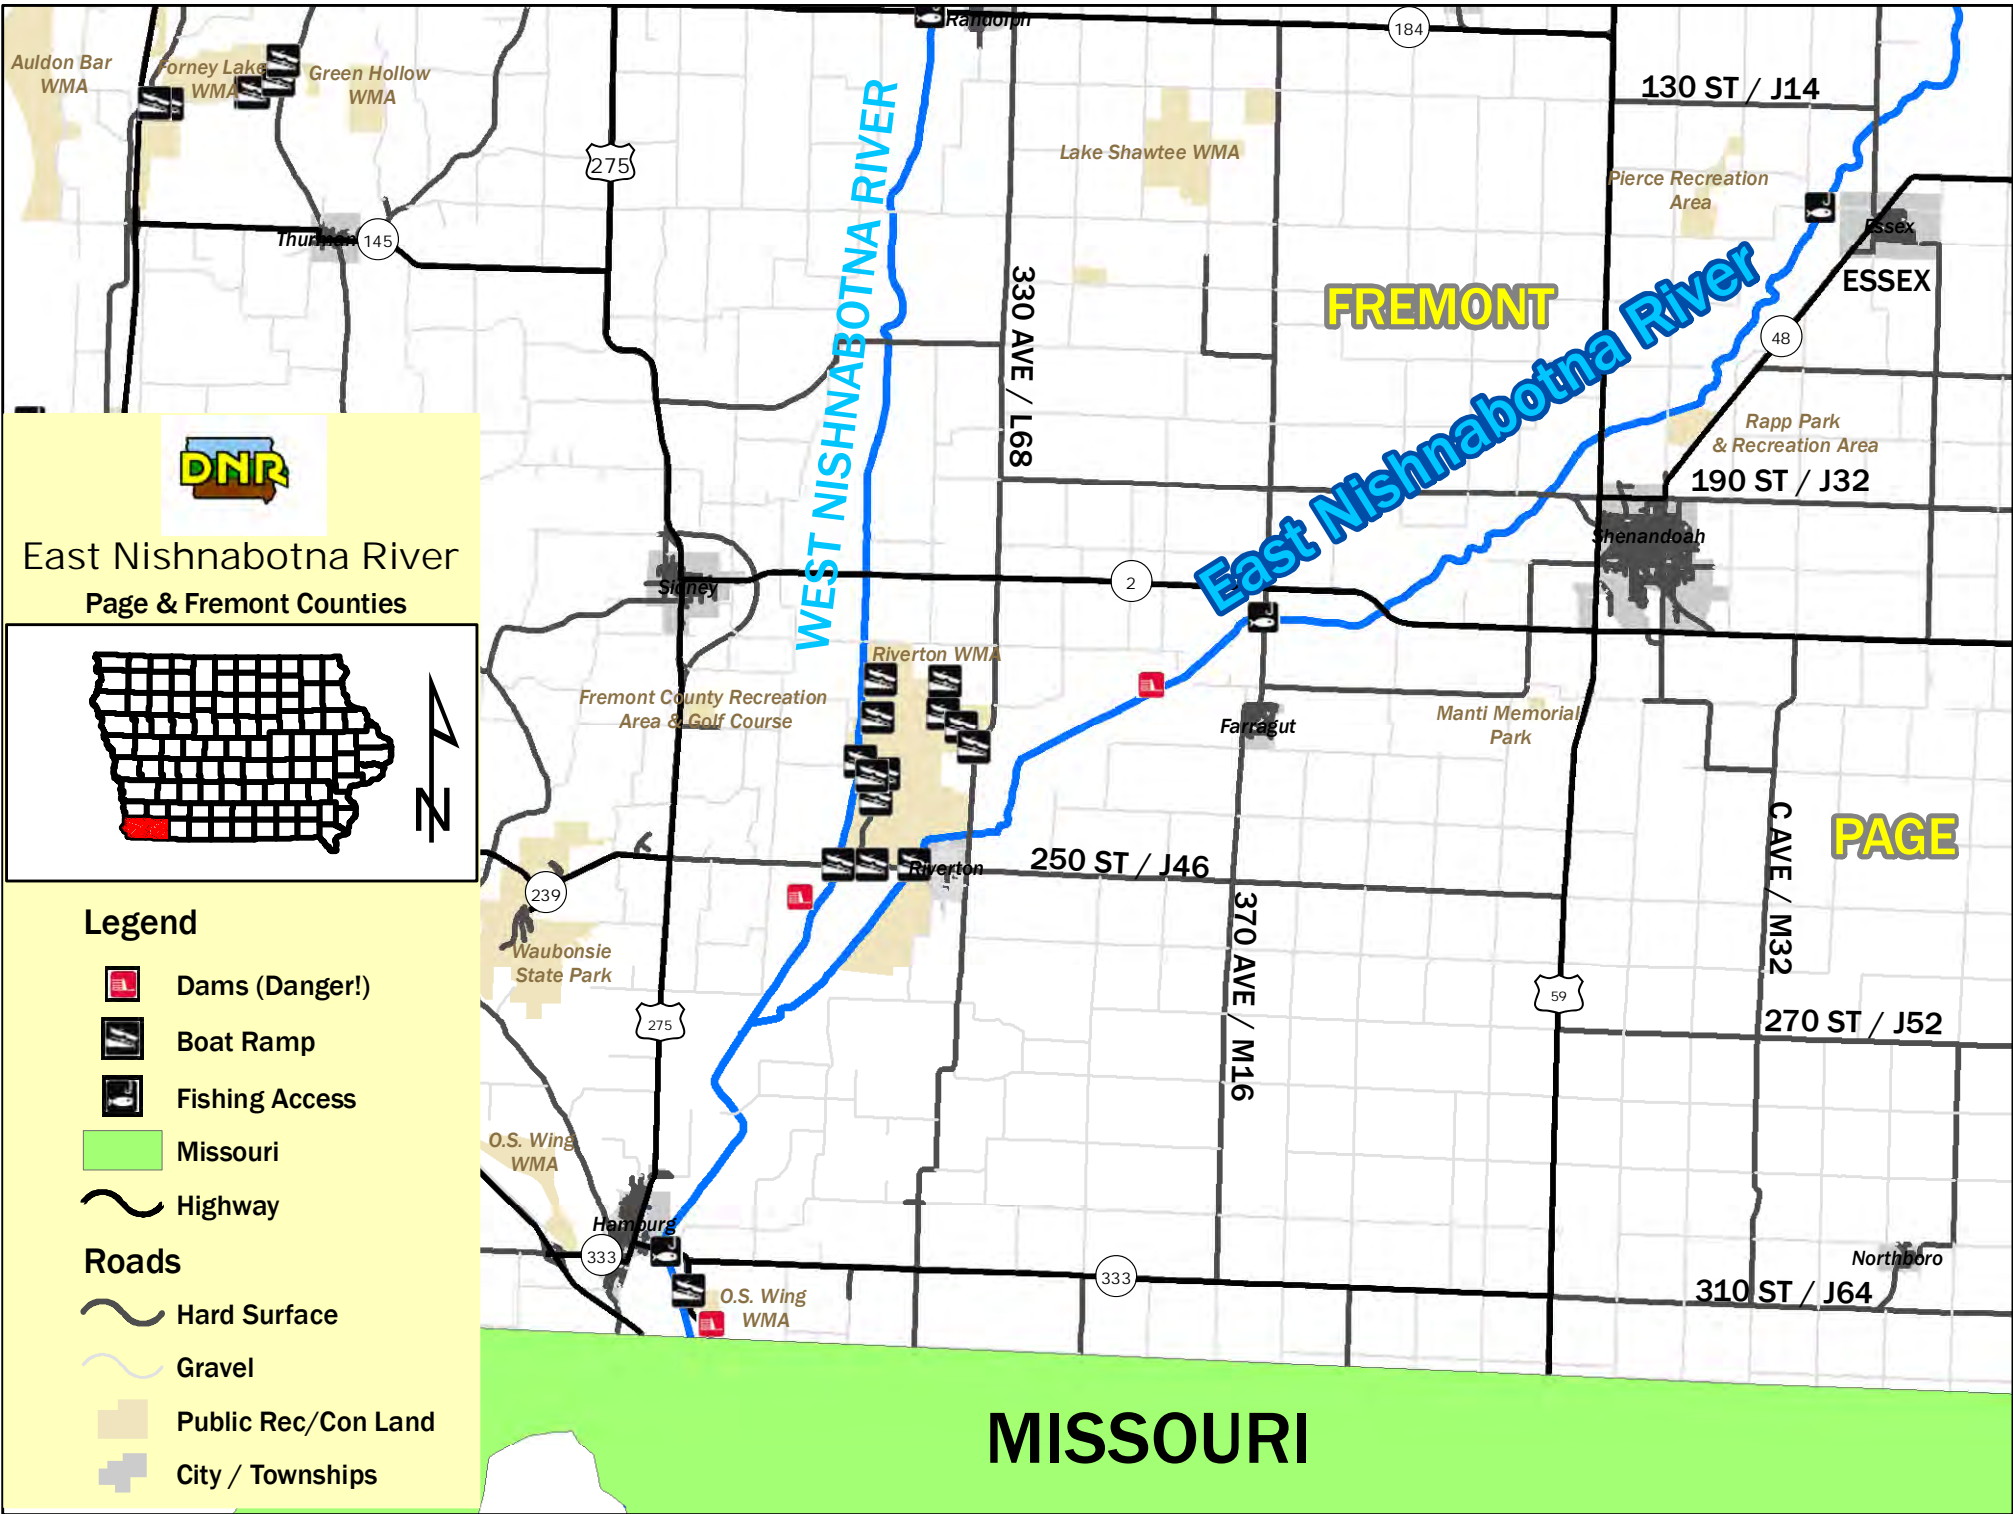 Randolph
184
Auldon Bar
WMA
Forney Lake
WMA
Green Hollow
WMA
130 ST / J14
275
Lake Shawtee WMA
Pierce Recreation
Area
Thurman
145
Essex
ESSEX
WEST NISHNABOTNA RIVER
330 AVE / L68
FREMONT
East Nishnabotna River
48
Rapp Park
& Recreation Area
190 ST / J32
Shenandoah
Sidney
2
DNR
East Nishnabotna River
Page & Fremont Counties
N
Riverton WMA
Fremont County Recreation
Area & Golf Course
Farragut
Manti Memorial
Park
C AVE / M32
PAGE
Riverton
250 ST / J46
239
370 AVE / M16
Waubonsie
State Park
275
59
270 ST / J52
O.S. Wing
WMA
Hamburg
333
333
O.S. Wing
WMA
Northboro
310 ST / J64
MISSOURI
Legend
Dams (Danger!)
Boat Ramp
Fishing Access
Missouri
Highway
Roads
Hard Surface
Gravel
Public Rec/Con Land
City / Townships